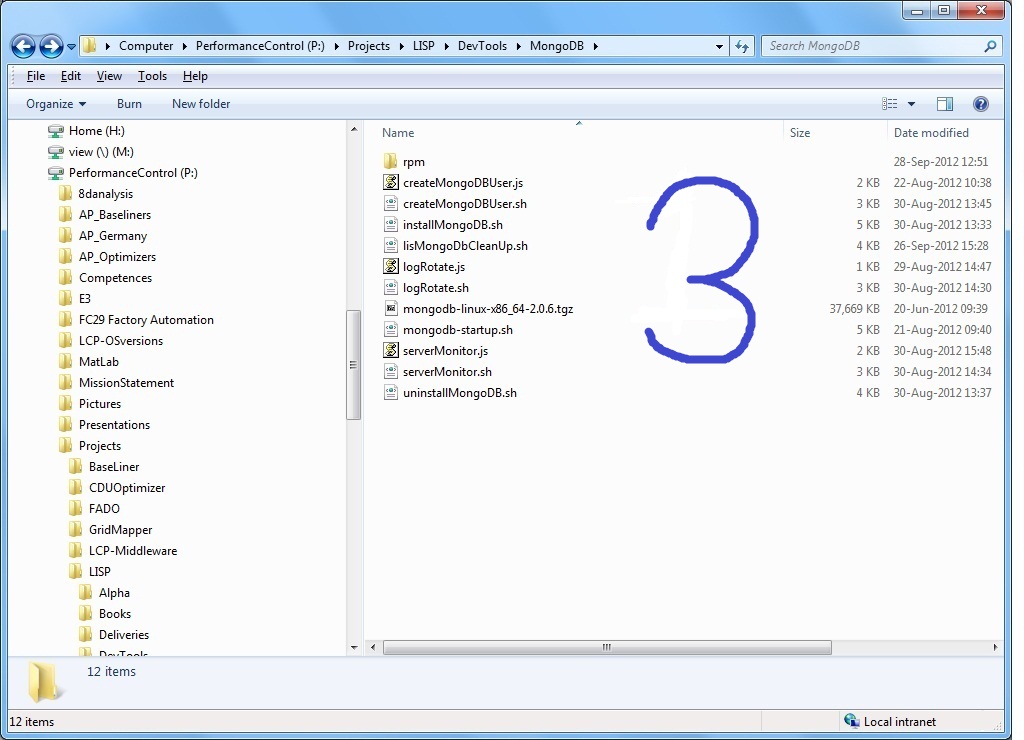 Computer ▸ PerformanceControl (P:) ▸ Projects ▸ LISP ▸ DevTools ▸ MongoDB ▸
Search MongoDB
File Edit View Tools Help
Organize Burn New folder
Home (H:)
view (\\) (M:)
PerformanceControl (P:)
8danalysis
AP_Baseliners
AP_Germany
AP_Optimizers
Competences
E3
FC29 Factory Automation
LCP-OSversions
MatLab
MissionStatement
Pictures
Presentations
Projects
BaseLiner
CDUOptimizer
FADO
GridMapper
LCP-Middleware
LISP
Alpha
Books
Deliveries
DevTools
Name Size Date modified
rpm 28-Sep-2012 12:51
createMongoDBUser.js 2 KB 22-Aug-2012 10:38
createMongoDBUser.sh 3 KB 30-Aug-2012 13:45
installMongoDB.sh 5 KB 30-Aug-2012 13:33
lisMongoDbCleanUp.sh 4 KB 26-Sep-2012 15:28
logRotate.js 1 KB 29-Aug-2012 14:47
logRotate.sh 3 KB 30-Aug-2012 14:30
mongodb-linux-x86_64-2.0.6.tgz 37,669 KB 20-Jun-2012 09:39
mongodb-startup.sh 5 KB 21-Aug-2012 09:40
serverMonitor.js 2 KB 30-Aug-2012 15:48
serverMonitor.sh 3 KB 30-Aug-2012 14:34
uninstallMongoDB.sh 4 KB 30-Aug-2012 13:37
3
12 items
12 items
Local intranet